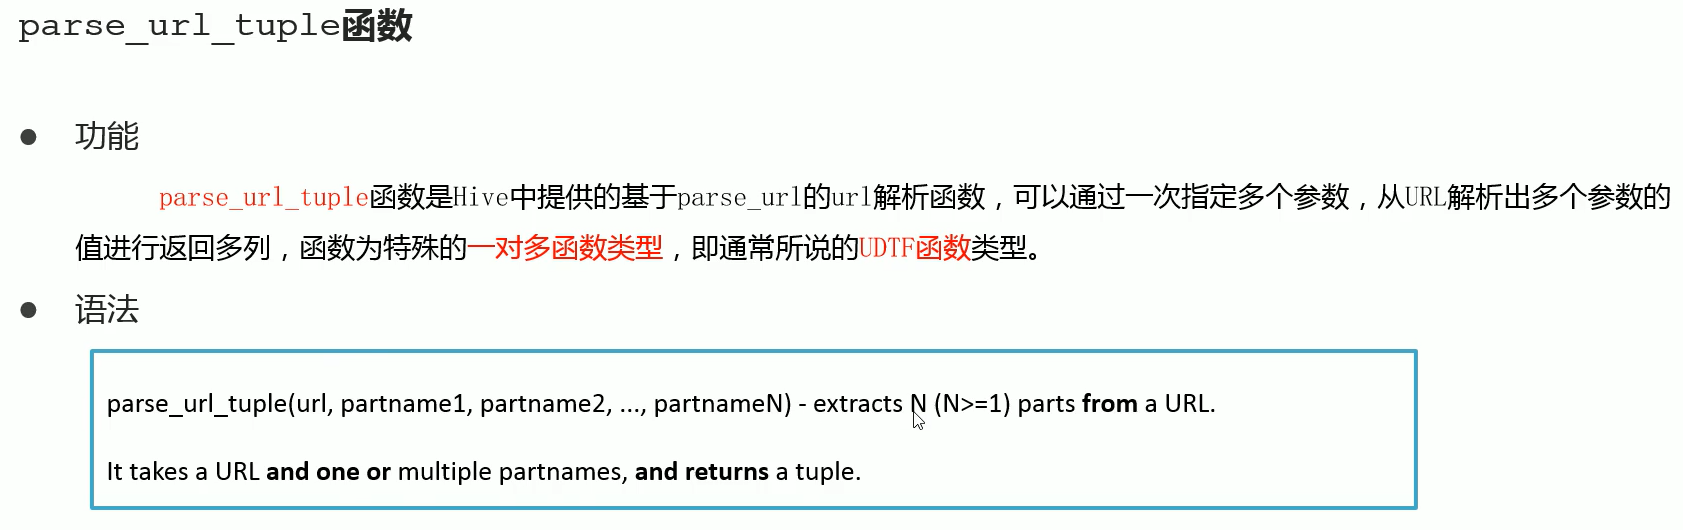 parse_url_tuple函数
● 功能
parse_url_tuple函数是Hive中提供的基于parse_url的url解析函数，可以通过一次指定多个参数，从URL解析出多个参数的
值进行返回多列，函数为特殊的一对多函数类型，即通常所说的UDTF函数类型。
● 语法
parse_url_tuple(url, partname1, partname2, ..., partnameN) - extracts N (N>=1) parts from a URL.
It takes a URL and one or multiple partnames, and returns a tuple.